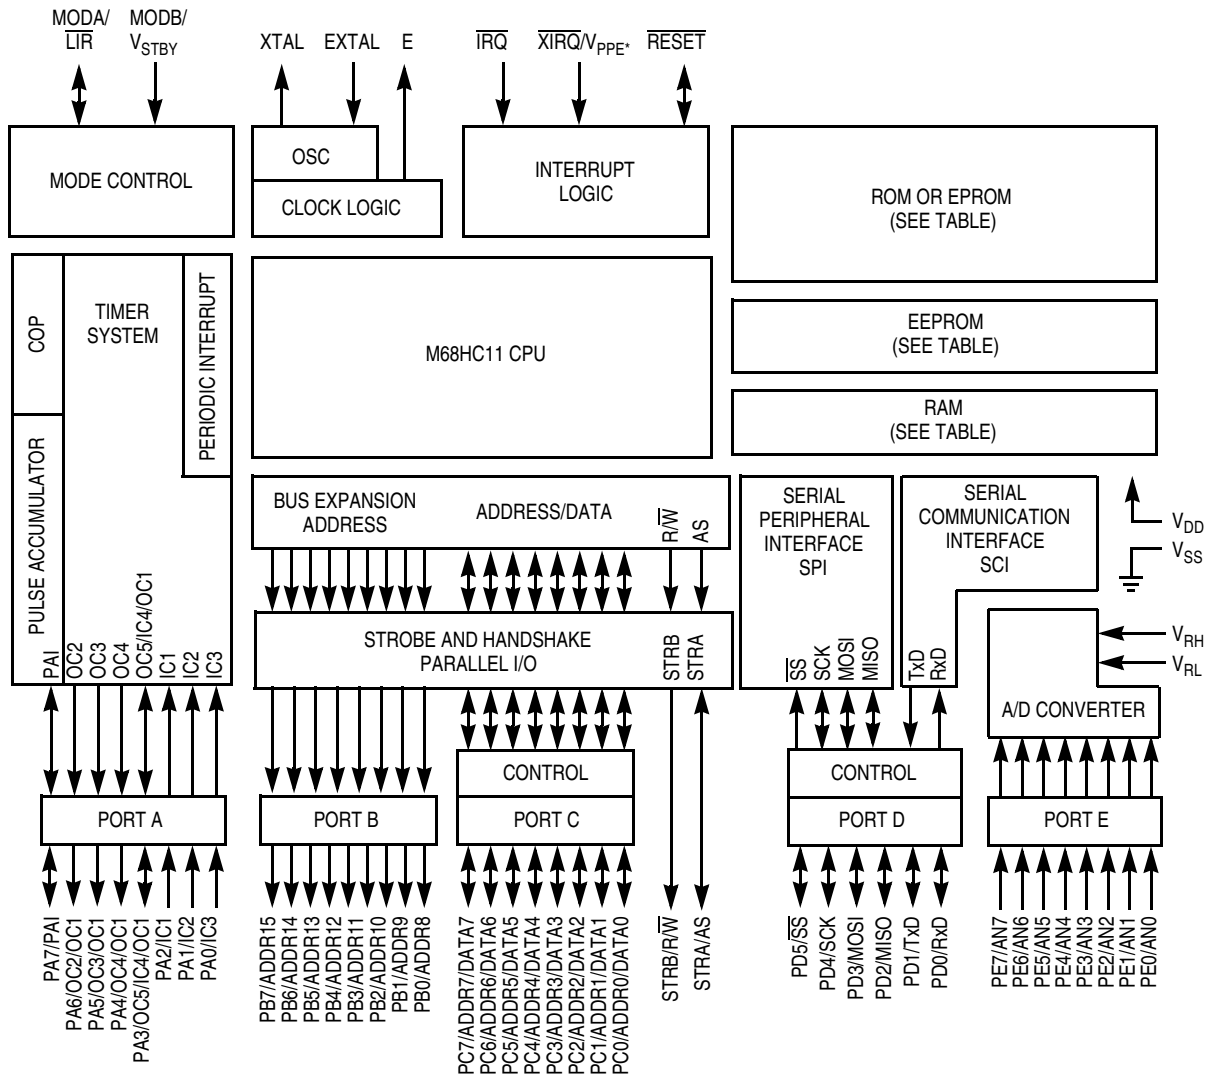 MODA/
LIR
MODB/
VSTBY
XTAL
EXTAL
E
IRQ
XIRQ/VPPE*
RESET
MODE CONTROL
OSC
CLOCK LOGIC
INTERRUPT
LOGIC
ROM OR EPROM
(SEE TABLE)
COP
TIMER
SYSTEM
PERIODIC INTERRUPT
M68HC11 CPU
EEPROM
(SEE TABLE)
RAM
(SEE TABLE)
PULSE ACCUMULATOR
PAI
OC2
OC3
OC4
OC5/IC4/OC1
IC1
IC2
IC3
BUS EXPANSION
ADDRESS
ADDRESS/DATA
R/W
AS
STROBE AND HANDSHAKE
PARALLEL I/O
STRB
STRA
SERIAL
PERIPHERAL
INTERFACE
SPI
SS
SCK
MOSI
MISO
SERIAL
COMMUNICATION
INTERFACE
SCI
TxD
RxD
VDD
VSS
VRH
VRL
A/D CONVERTER
CONTROL
CONTROL
PORT A
PORT B
PORT C
PORT D
PORT E
PA7/PAI
PA6/OC2/OC1
PA5/OC3/OC1
PA4/OC4/OC1
PA3/OC5/IC4/OC1
PA2/IC1
PA1/IC2
PA0/IC3
PB7/ADDR15
PB6/ADDR14
PB5/ADDR13
PB4/ADDR12
PB3/ADDR11
PB2/ADDR10
PB1/ADDR9
PB0/ADDR8
PC7/ADDR7/DATA7
PC6/ADDR6/DATA6
PC5/ADDR5/DATA5
PC4/ADDR4/DATA4
PC3/ADDR3/DATA3
PC2/ADDR2/DATA2
PC1/ADDR1/DATA1
PC0/ADDR0/DATA0
STRB/R/W
STRA/AS
PD5/SS
PD4/SCK
PD3/MOSI
PD2/MISO
PD1/TxD
PD0/RxD
PE7/AN7
PE6/AN6
PE5/AN5
PE4/AN4
PE3/AN3
PE2/AN2
PE1/AN1
PE0/AN0